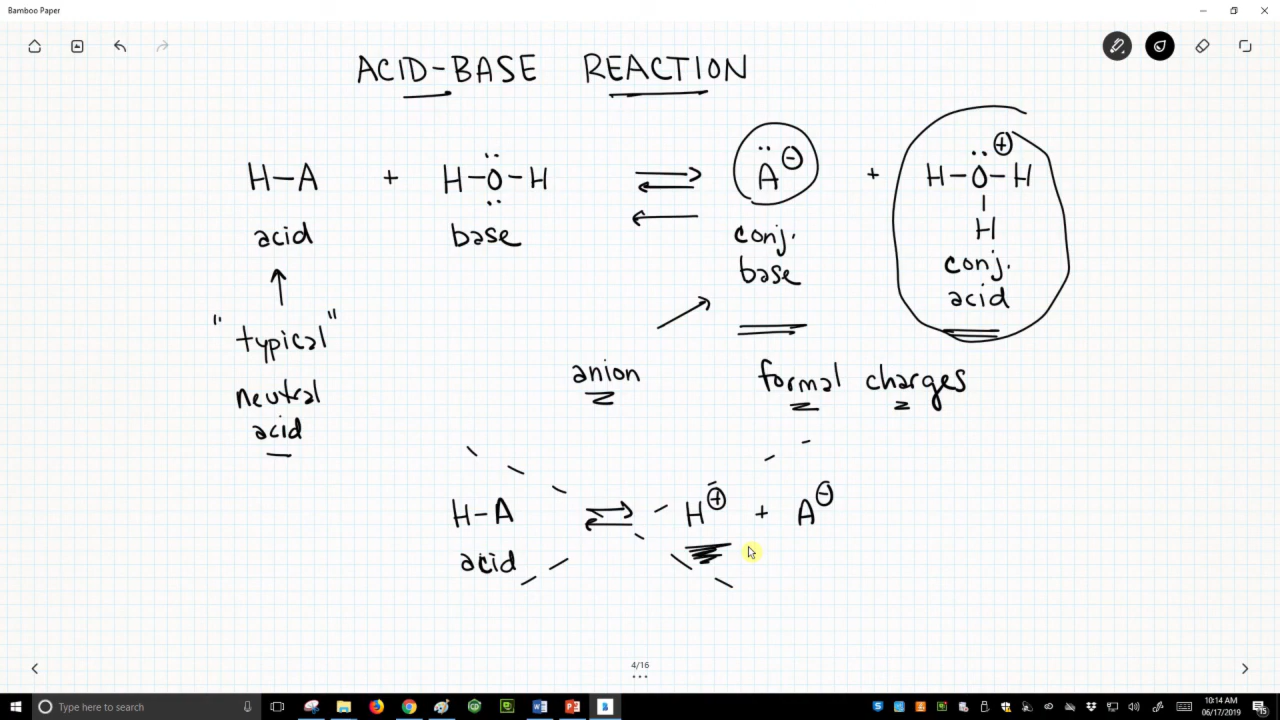 Bamboo Paper
ACID-BASE REACTION
H-A + H-Ö-H ⇌ Ä⊖ + H-Ö⊕-H
H
acid base conj. base conj. acid
"typical" neutral acid
anion formal charges
H-A ⇌ H⊕ + A⊖
acid
4/16
Type here to search
10:14 AM
06/17/2019
15